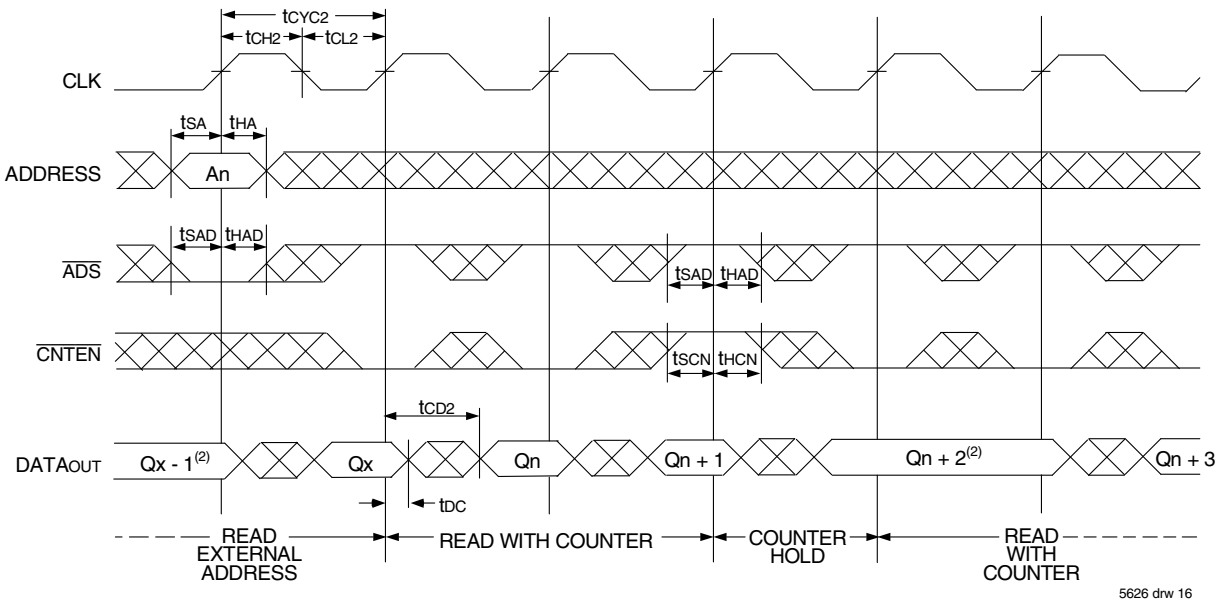 tCYC2
tCH2 tCL2
CLK
tSA tHA
ADDRESS An
tSAD tHAD
ADS
tSAD tHAD
CNTEN
tSCN tHCN
tCD2
DATAOUT Qx - 1(2) Qx Qn Qn + 1 Qn + 2(2) Qn + 3
tDC
READ EXTERNAL ADDRESS
READ WITH COUNTER
COUNTER HOLD
READ WITH COUNTER
5626 drw 16